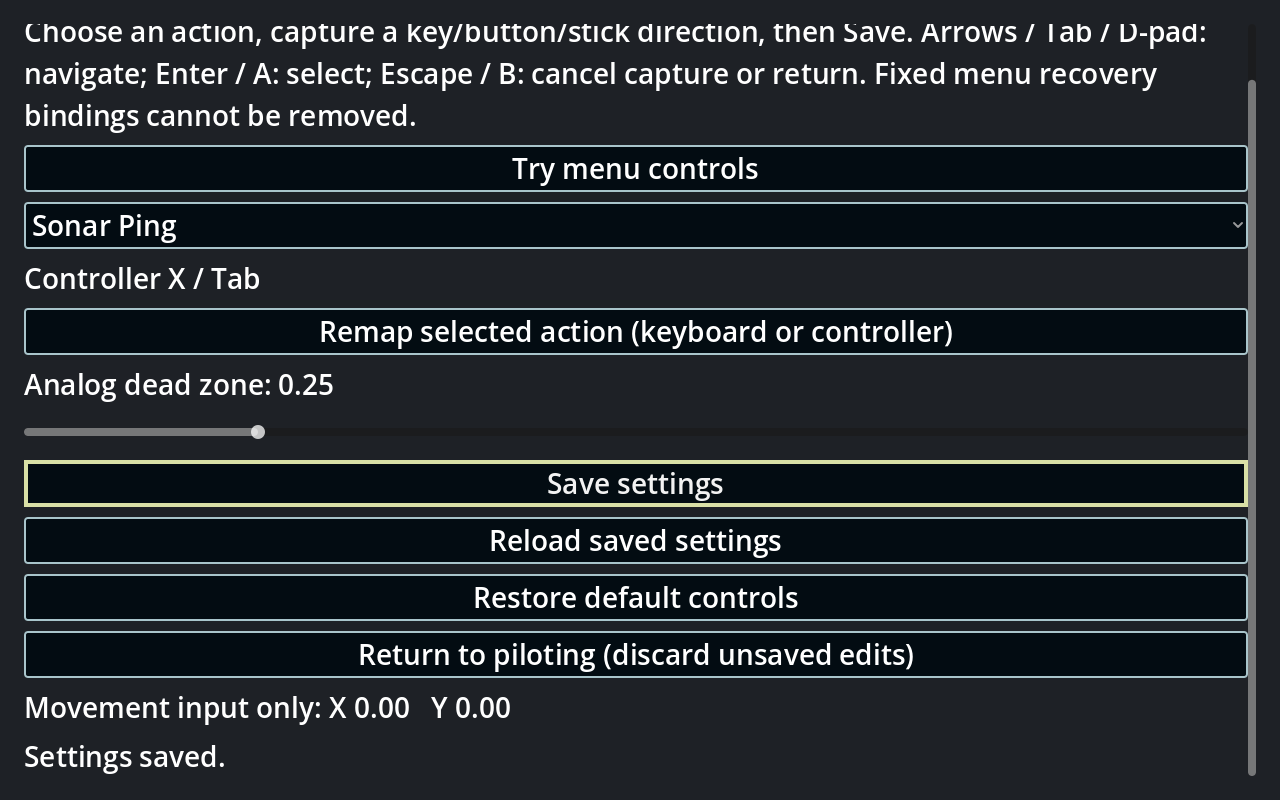 Choose an action, capture a key/button/stick direction, then Save. Arrows / Tab / D-pad:
navigate; Enter / A: select; Escape / B: cancel capture or return. Fixed menu recovery
bindings cannot be removed.
Try menu controls
Sonar Ping
Controller X / Tab
Remap selected action (keyboard or controller)
Analog dead zone: 0.25
Save settings
Reload saved settings
Restore default controls
Return to piloting (discard unsaved edits)
Movement input only: X 0.00   Y 0.00
Settings saved.